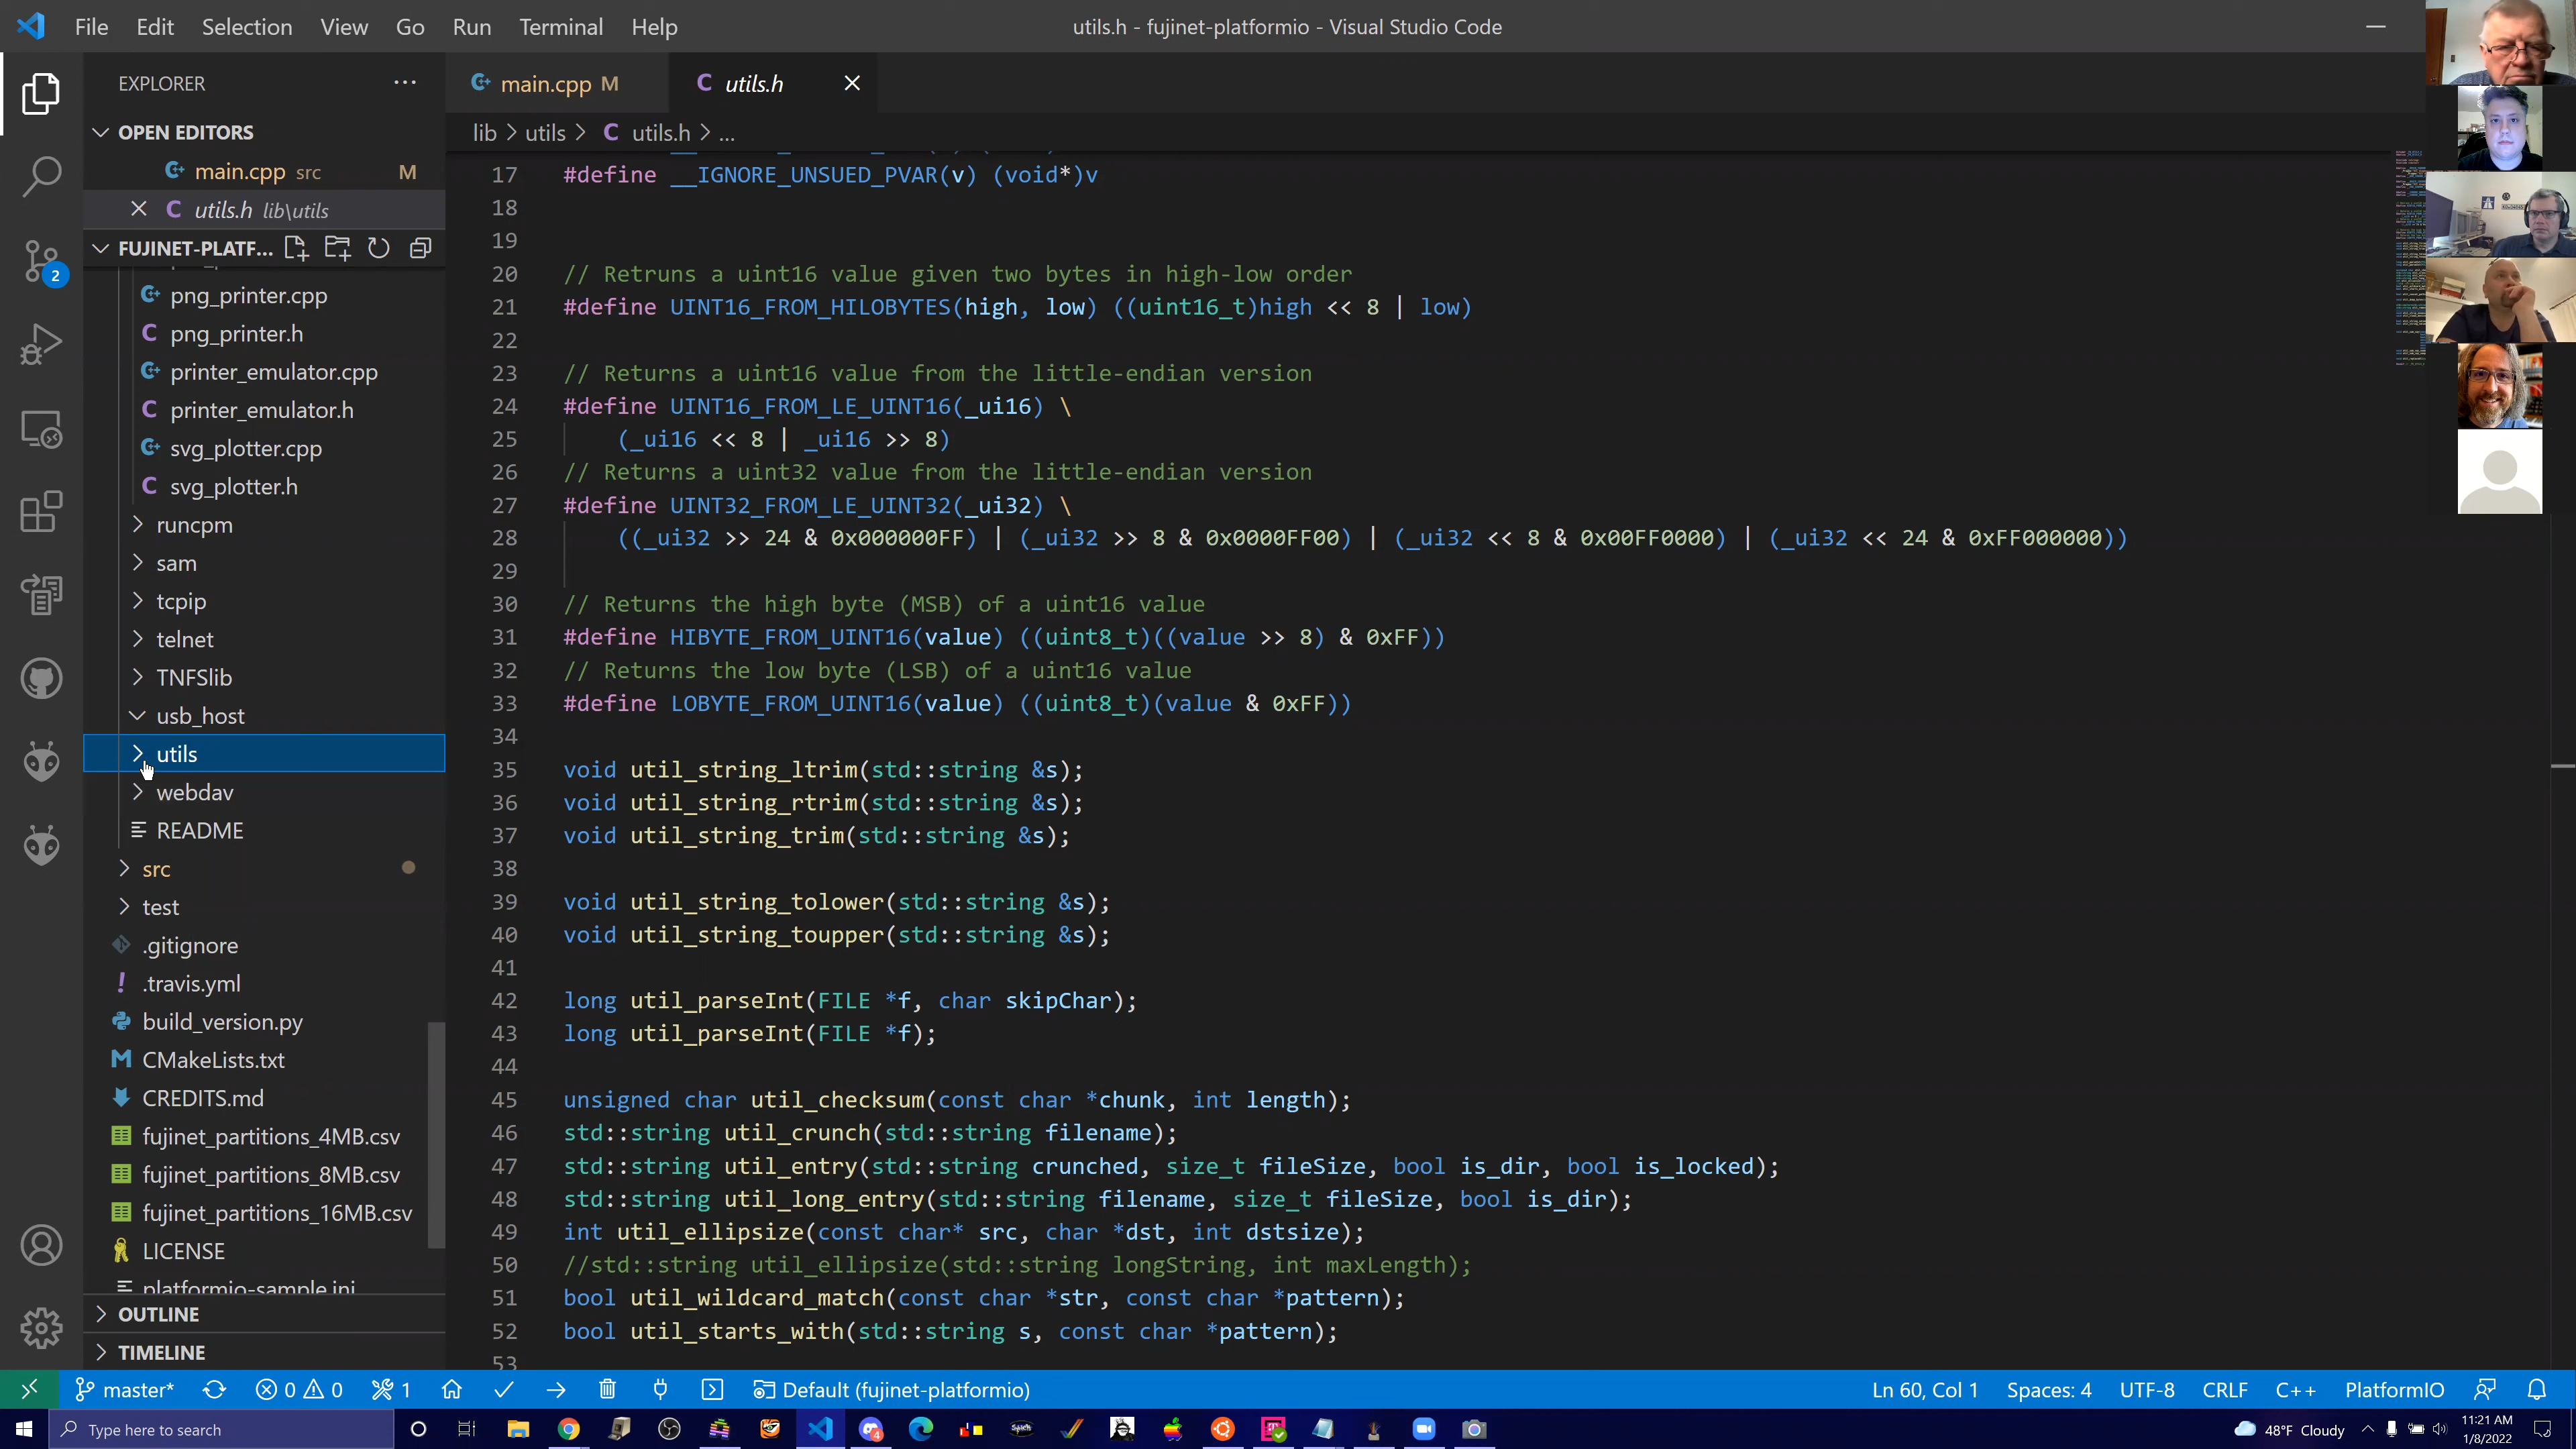 File Edit Selection View Go Run Terminal Help
utils.h - fujinet-platformio - Visual Studio Code
EXPLORER
OPEN EDITORS
main.cpp src M
utils.h lib\utils
FUJINET-PLATF...
2
png_printer.cpp
png_printer.h
printer_emulator.cpp
printer_emulator.h
svg_plotter.cpp
svg_plotter.h
runcpm
sam
tcpip
telnet
TNFSlib
usb_host
utils
webdav
README
src
test
.gitignore
.travis.yml
build_version.py
CMakeLists.txt
CREDITS.md
fujinet_partitions_4MB.csv
fujinet_partitions_8MB.csv
fujinet_partitions_16MB.csv
LICENSE
platformio-sample.ini
OUTLINE
TIMELINE
main.cpp M
utils.h
lib > utils > C utils.h > ...
17 #define __IGNORE_UNSUED_PVAR(v) (void*)v
18
19
20 // Retruns a uint16 value given two bytes in high-low order
21 #define UINT16_FROM_HILOBYTES(high, low) ((uint16_t)high << 8 | low)
22
23 // Returns a uint16 value from the little-endian version
24 #define UINT16_FROM_LE_UINT16(_ui16) \
25 (_ui16 << 8 | _ui16 >> 8)
26 // Returns a uint32 value from the little-endian version
27 #define UINT32_FROM_LE_UINT32(_ui32) \
28 ((_ui32 >> 24 & 0x000000FF) | (_ui32 >> 8 & 0x0000FF00) | (_ui32 << 8 & 0x00FF0000) | (_ui32 << 24 & 0xFF000000))
29
30 // Returns the high byte (MSB) of a uint16 value
31 #define HIBYTE_FROM_UINT16(value) ((uint8_t)((value >> 8) & 0xFF))
32 // Returns the low byte (LSB) of a uint16 value
33 #define LOBYTE_FROM_UINT16(value) ((uint8_t)(value & 0xFF))
34
35 void util_string_ltrim(std::string &s);
36 void util_string_rtrim(std::string &s);
37 void util_string_trim(std::string &s);
38
39 void util_string_tolower(std::string &s);
40 void util_string_toupper(std::string &s);
41
42 long util_parseInt(FILE *f, char skipChar);
43 long util_parseInt(FILE *f);
44
45 unsigned char util_checksum(const char *chunk, int length);
46 std::string util_crunch(std::string filename);
47 std::string util_entry(std::string crunched, size_t fileSize, bool is_dir, bool is_locked);
48 std::string util_long_entry(std::string filename, size_t fileSize, bool is_dir);
49 int util_ellipsize(const char* src, char *dst, int dstsize);
50 //std::string util_ellipsize(std::string longString, int maxLength);
51 bool util_wildcard_match(const char *str, const char *pattern);
52 bool util_starts_with(std::string s, const char *pattern);
53
master* 0 0 1 Default (fujinet-platformio) Ln 60, Col 1 Spaces: 4 UTF-8 CRLF C++ PlatformIO
Type here to search
48°F Cloudy
11:21 AM
1/8/2022